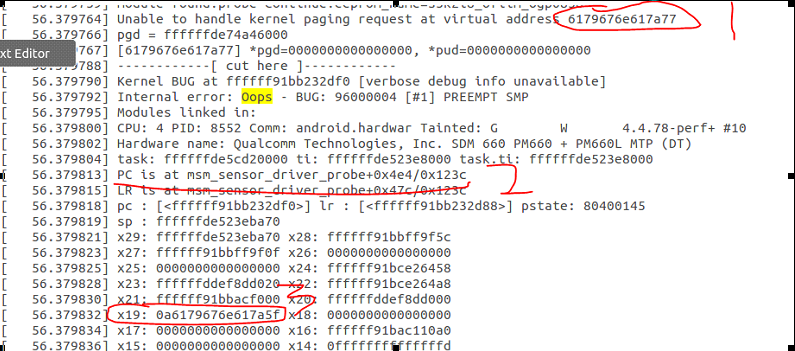 [ 56.379764] Unable to handle kernel paging request at virtual address 6179676e617a77
[ 56.379766] pgd = ffffffde74a46000
[ 56.379767] [6179676e617a77] *pgd=0000000000000000, *pud=0000000000000000
xt Editor
[ 56.379788] ------------[ cut here ]------------
[ 56.379790] Kernel BUG at ffffff91bb232df0 [verbose debug info unavailable]
[ 56.379792] Internal error: Oops - BUG: 96000004 [#1] PREEMPT SMP
[ 56.379795] Modules linked in:
[ 56.379800] CPU: 4 PID: 8552 Comm: android.hardwar Tainted: G W 4.4.78-perf+ #10
[ 56.379802] Hardware name: Qualcomm Technologies, Inc. SDM 660 PM660 + PM660L MTP (DT)
[ 56.379804] task: ffffffde5cd20000 ti: ffffffde523e8000 task.ti: ffffffde523e8000
[ 56.379813] PC is at msm_sensor_driver_probe+0x4e4/0x123c
[ 56.379815] LR is at msm_sensor_driver_probe+0x47c/0x123c
[ 56.379818] pc : [<ffffff91bb232df0>] lr : [<ffffff91bb232d88>] pstate: 80400145
[ 56.379819] sp : ffffffde523eba70
[ 56.379821] x29: ffffffde523eba70 x28: ffffff91bbff9f5c
[ 56.379824] x27: ffffff91bbff9f0f x26: 0000000000000000
[ 56.379826] x25: 0000000000000000 x24: ffffff91bce26458
[ 56.379828] x23: ffffffddef8dd020 x22: ffffff91bce264a8
[ 56.379830] x21: ffffff91bbacf000 x20: ffffffddef8dd000
[ 56.379832] x19: 0a6179676e617a5f x18: 0000000000000000
[ 56.379834] x17: 0000000000000000 x16: ffffff91bac110a0
[ 56.379836] x15: 0000000000000000 x14: 0ffffffffffffffd